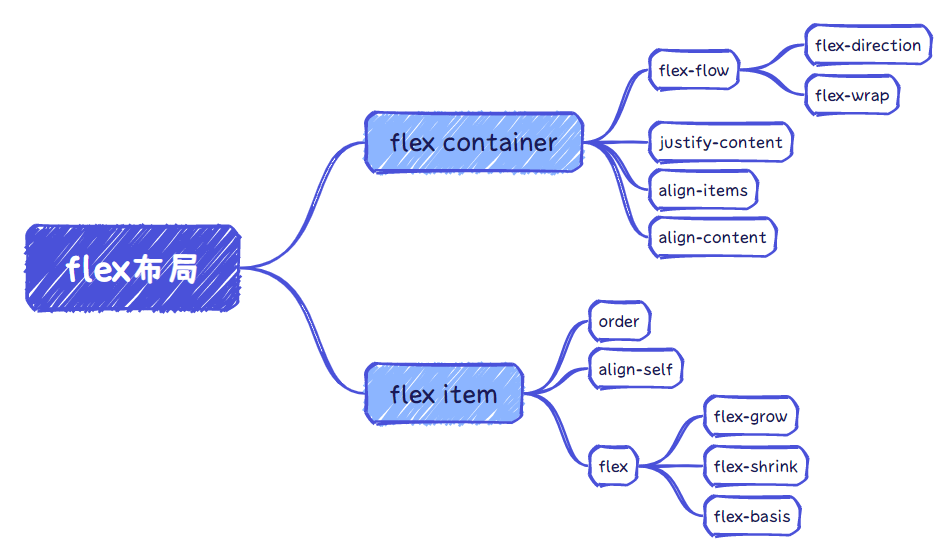 flex布局
flex container
flex-flow
flex-direction
flex-wrap
justify-content
align-items
align-content
flex item
order
align-self
flex
flex-grow
flex-shrink
flex-basis